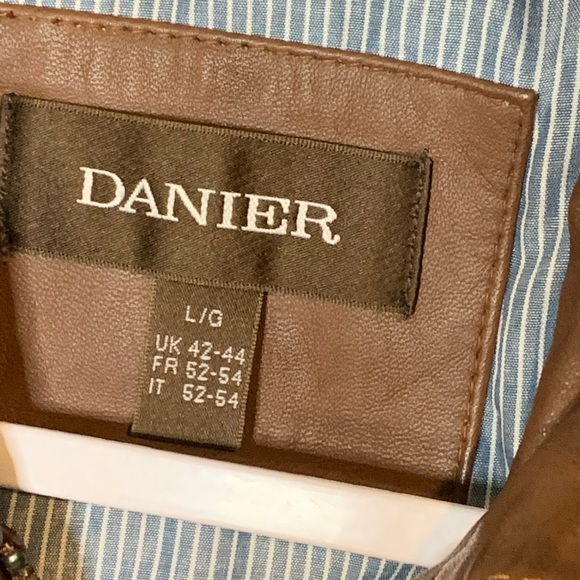 DANIER
L/G
UK 42-44
FR 52-54
IT 52-54